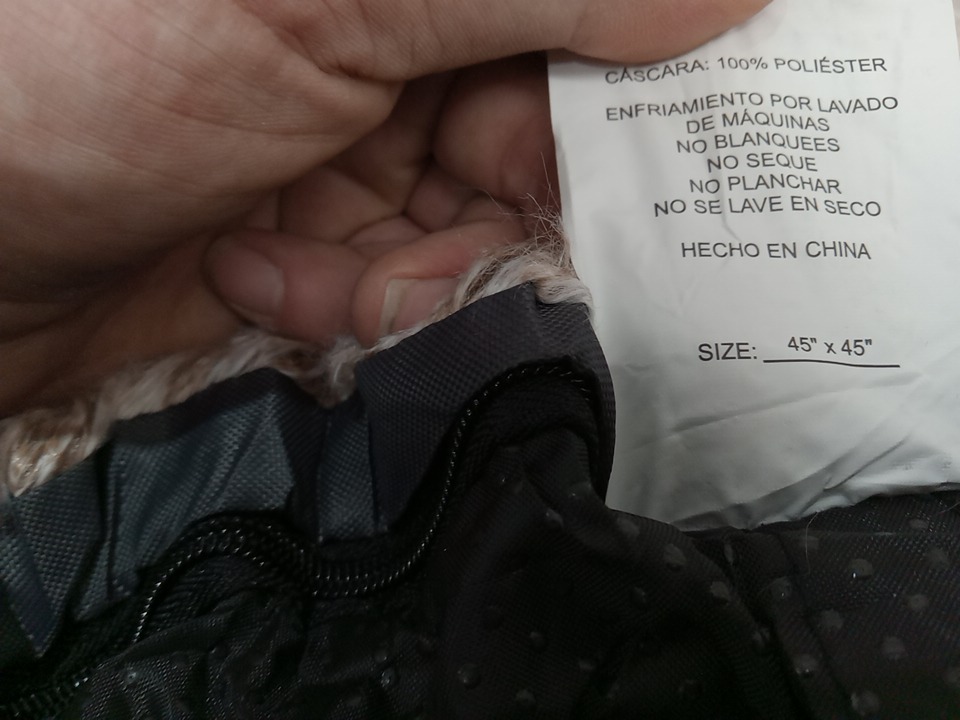 CÁSCARA: 100% POLIÉSTER
ENFRIAMIENTO POR LAVADO
DE MÁQUINAS
NO BLANQUEES
NO SEQUE
NO PLANCHAR
NO SE LAVE EN SECO
HECHO EN CHINA
SIZE: 45" x 45"